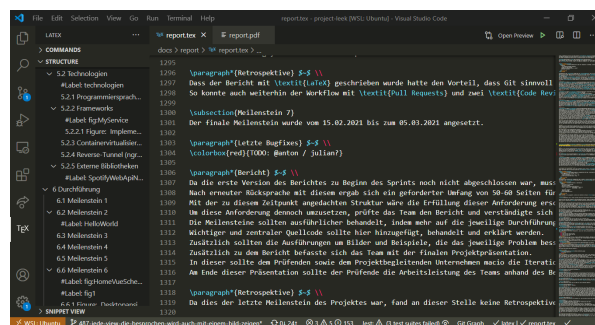 File Edit Selection View Go Run Terminal Help
report.tex - project-leek [WSL: Ubuntu] - Visual Studio Code
LATEX
report.tex
report.pdf
Open Preview
docs > report > report.tex > ...
COMMANDS
STRUCTURE
5.2 Technologien
#Label: technologien
5.2.1 Programmiersprach...
5.2.2 Frameworks
#Label: fig:MyService
5.2.2.1 Figure: Impleme...
5.2.3 Containervirtualisier...
5.2.4 Reverse-Tunnel (ngr...
5.2.5 Externe Bibliotheken
#Label: SpotifyWebApiN...
6 Durchführung
6.1 Meilenstein 1
6.2 Meilenstein 2
#Label: HelloWorld
6.3 Meilenstein 3
6.4 Meilenstein 4
6.5 Meilenstein 5
6.6 Meilenstein 6
#Label: fig:HomeVueSche...
#Label: fig1
6.6.1 Figure: Desktopansi...
SNIPPET VIEW
1295
1296 \paragraph*{Retrospektive} $~$ \\
1297 Dass der Bericht mit \textit{LaTeX} geschrieben wurde hatte den Vorteil, dass Git sinnvoll
1298 So konnte auch weiterhin der Workflow mit \textit{Pull Requests} und zwei \textit{Code Revi
1299
1300 \subsection{Meilenstein 7}
1301 Der finale Meilenstein wurde vom 15.02.2021 bis zum 05.03.2021 angesetzt.
1302
1303 \paragraph*{Letzte Bugfixes} $~$ \\
1304 \colorbox{red}{TODO: @anton / julian?}
1305
1306 \paragraph*{Bericht} $~$ \\
1307 Da die erste Version des Berichtes zu Beginn des Sprints noch nicht abgeschlossen war, muss
1308 Nach erneuter Rücksprache mit diesem ergab sich ein geforderter Umfang von 50-60 Seiten für
1309 Mit der zu diesem Zeitpunkt angedachten Struktur wäre die Erfüllung dieser Anforderung ersc
1310 Um diese Anforderung dennoch umzusetzen, prüfte das Team den Bericht und verständigte sich
1311 Die Meilensteine sollten ausführlicher behandelt, indem mehr auf die jeweilige Durchführung
1312 Wichtiger und zentraler Quellcode sollte hier hinzugefügt, behandelt und erklärt werden.
1313 Zusätzlich sollten die Ausführungen um Bilder und Beispiele, die das jeweilige Problem bes
1314 Zusätzlich zu dem Bericht befasste sich das Team mit der finalen Projektpräsentation.
1315 In dieser sollte dem Prüfenden sowie dem Projektbegleitenden Unternehmen macio die Iteratio
1316 Am Ende dieser Präsentation sollte der Prüfende die Arbeitsleistung des Teams anhand des Be
1317
1318 \paragraph*{Retrospektive} $~$ \\
1319 Da dies der letzte Meilenstein des Projektes war, fand an dieser Stelle keine Retrospektive
1320
WSL: Ubuntu